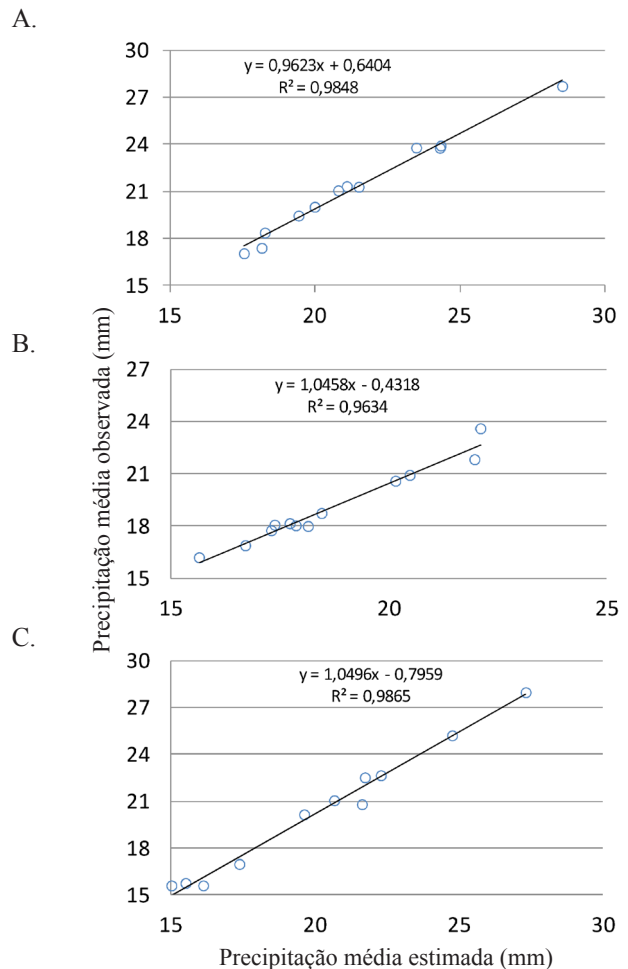 A.
30
27
24
21
18
15
y = 0,9623x + 0,6404
R² = 0,9848
15 20 25 30
Precipitação média observada (mm)
B.
27
24
21
18
15
y = 1,0458x - 0,4318
R² = 0,9634
15 20 25
C.
30
27
24
21
18
15
y = 1,0496x - 0,7959
R² = 0,9865
15 20 25 30
Precipitação média estimada (mm)